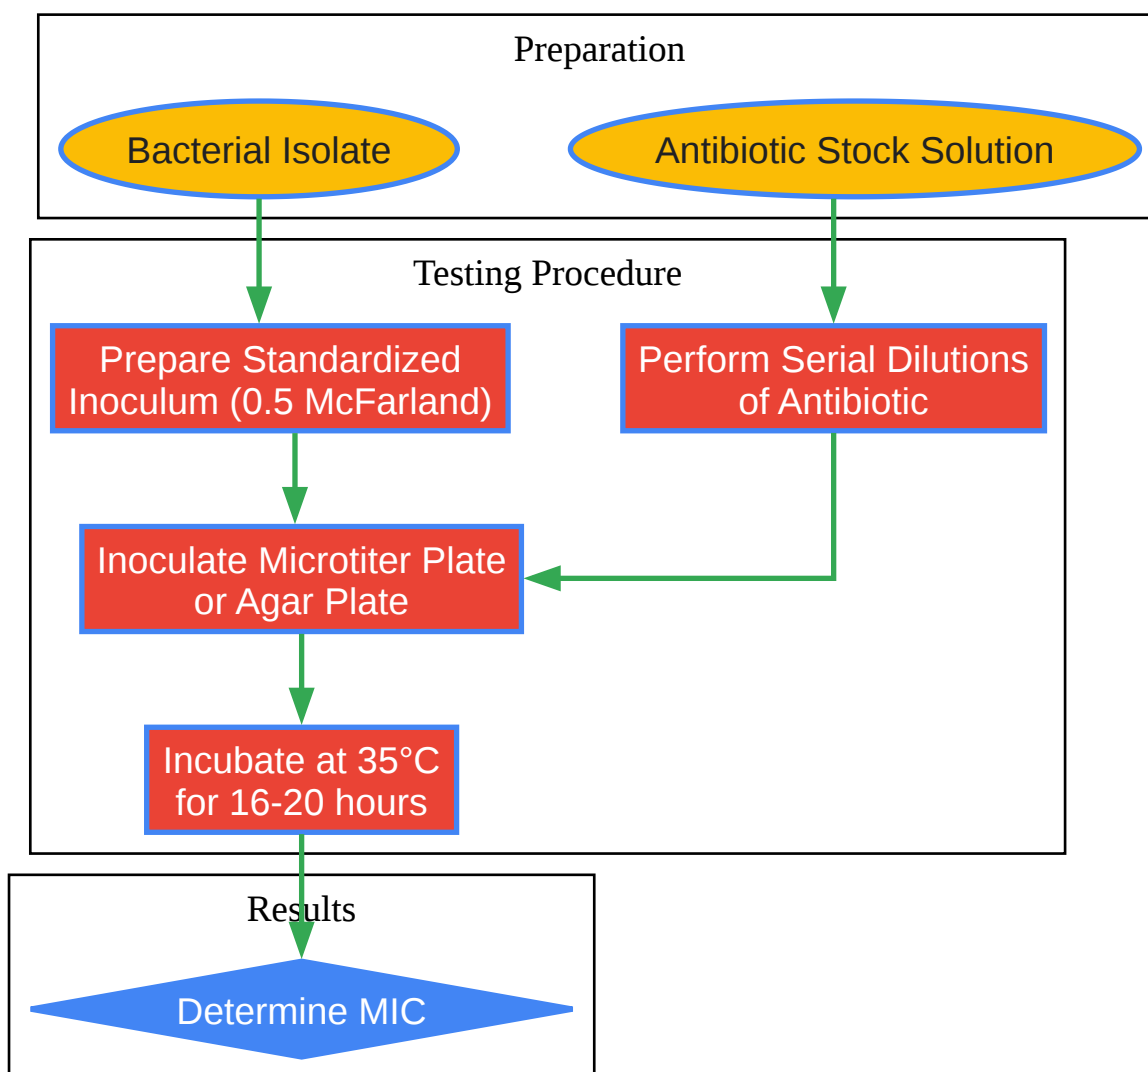 Preparation
Bacterial Isolate
Antibiotic Stock Solution
Testing Procedure
Prepare Standardized
Inoculum (0.5 McFarland)
Perform Serial Dilutions
of Antibiotic
Inoculate Microtiter Plate
or Agar Plate
Incubate at 35°C
for 16-20 hours
Results
Determine MIC